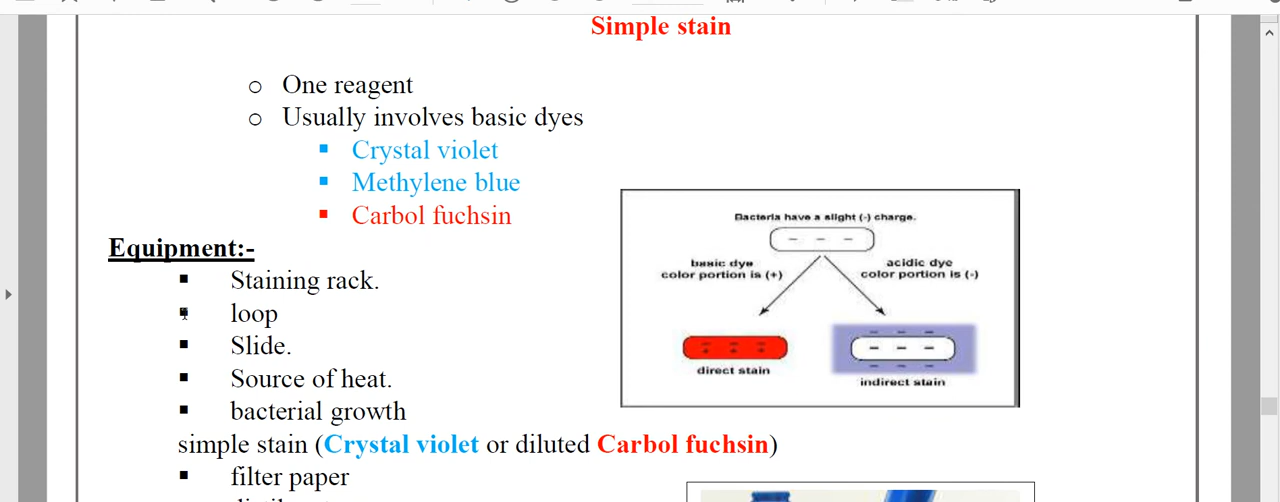 Simple stain
o One reagent
o Usually involves basic dyes
▪ Crystal violet
▪ Methylene blue
▪ Carbol fuchsin
Bacteria have a slight (-) charge.
basic dye
color portion is (+)
acidic dye
color portion is (-)
direct stain
indirect stain
Equipment:-
▪ Staining rack.
▪ loop
▪ Slide.
▪ Source of heat.
▪ bacterial growth
simple stain (Crystal violet or diluted Carbol fuchsin)
▪ filter paper